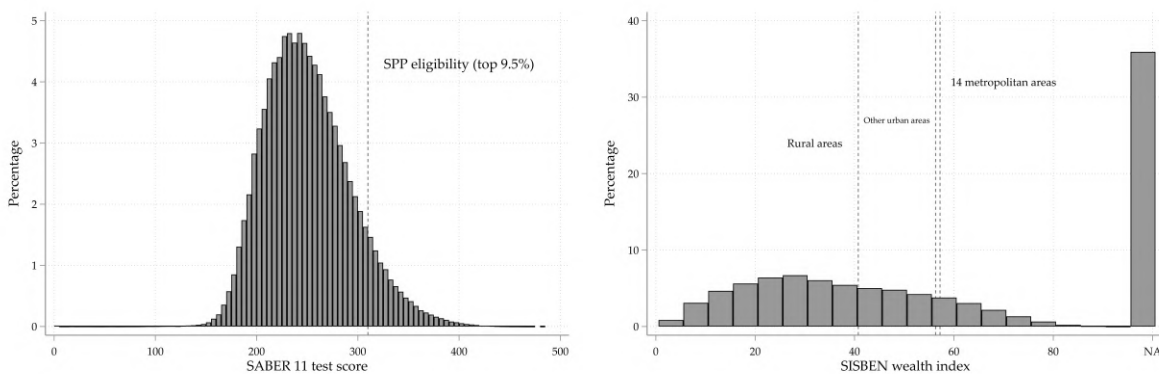 5
4
3
2
1
0
Percentage
SPP eligibility (top 9.5%)
0 100 200 300 400 500
SABER 11 test score
40
30
20
10
0
Percentage
14 metropolitan areas
Other urban areas
Rural areas
0 20 40 60 80 NA
SISBEN wealth index